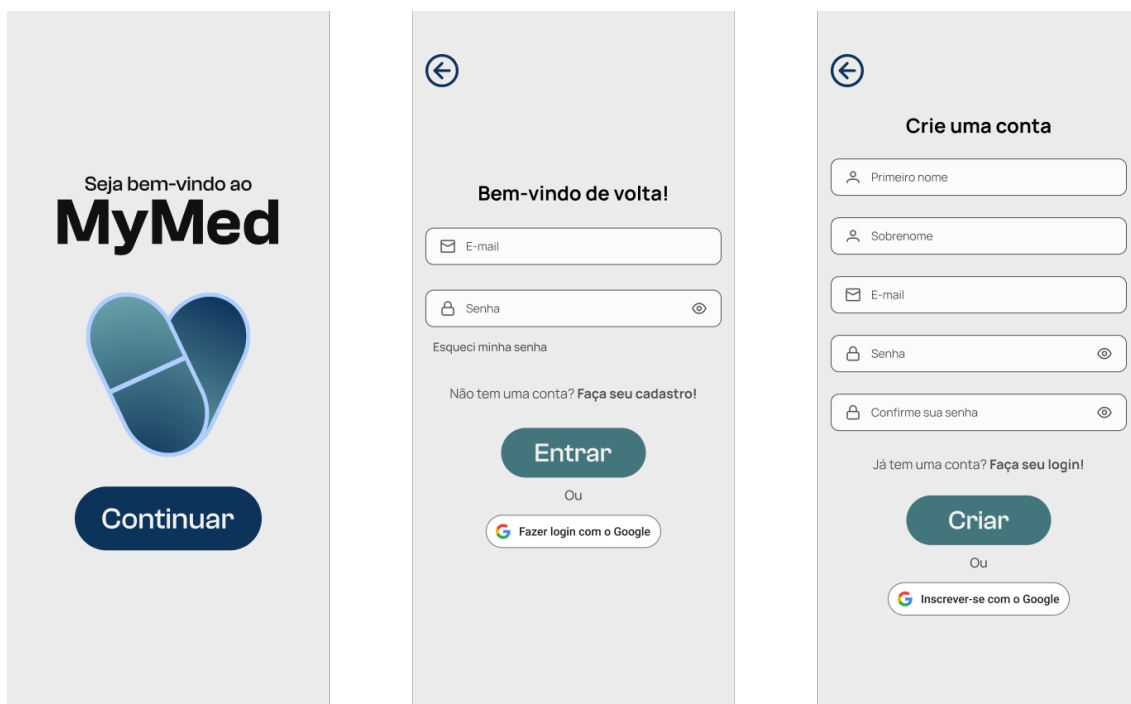 Seja bem-vindo ao
MyMed
Continuar
Bem-vindo de volta!
E-mail
Senha
Esqueci minha senha
Não tem uma conta? Faça seu cadastro!
Entrar
Ou
Fazer login com o Google
Crie uma conta
Primeiro nome
Sobrenome
E-mail
Senha
Confirme sua senha
Já tem uma conta? Faça seu login!
Criar
Ou
Inscrever-se com o Google